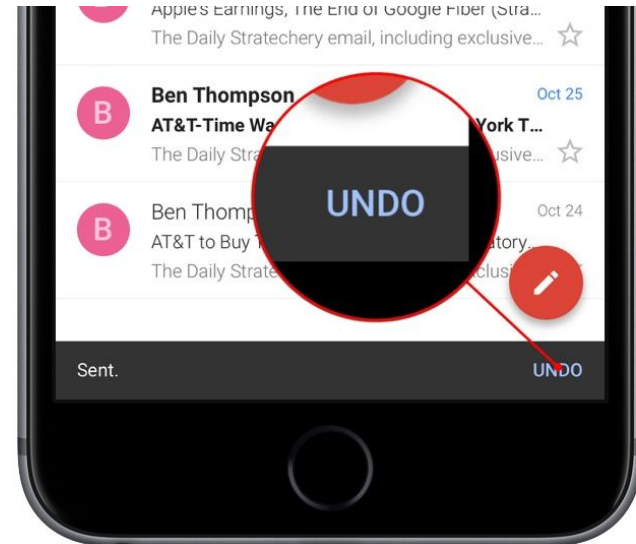 Apple's Earnings, The End of Google Fiber (Stra...
The Daily Stratechery email, including exclusive...
B
Ben Thompson
Oct 25
AT&T-Time Wa
York T...
The Daily Stra
usive...
B
Ben Thomp
Oct 24
AT&T to Buy T
atory...
The Daily Strate
clusi
UNDO
Sent.
UNDO